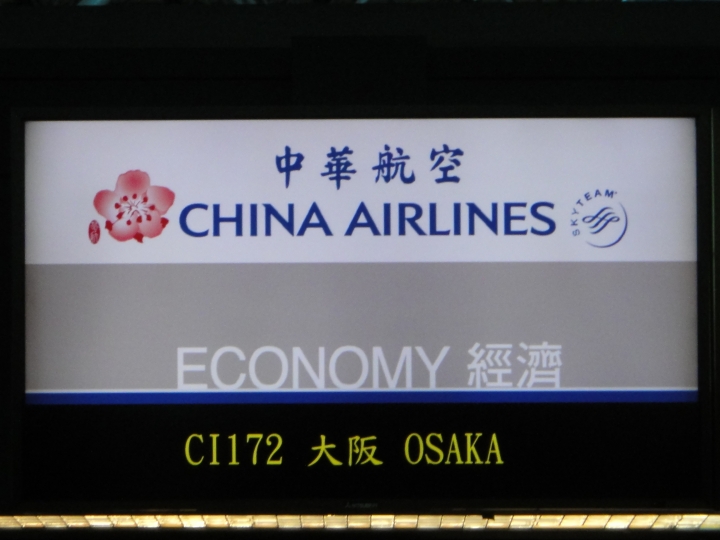 中華航空
CHINA AIRLINES
SKYTEAM
ECONOMY 經濟
CI172 大阪 OSAKA